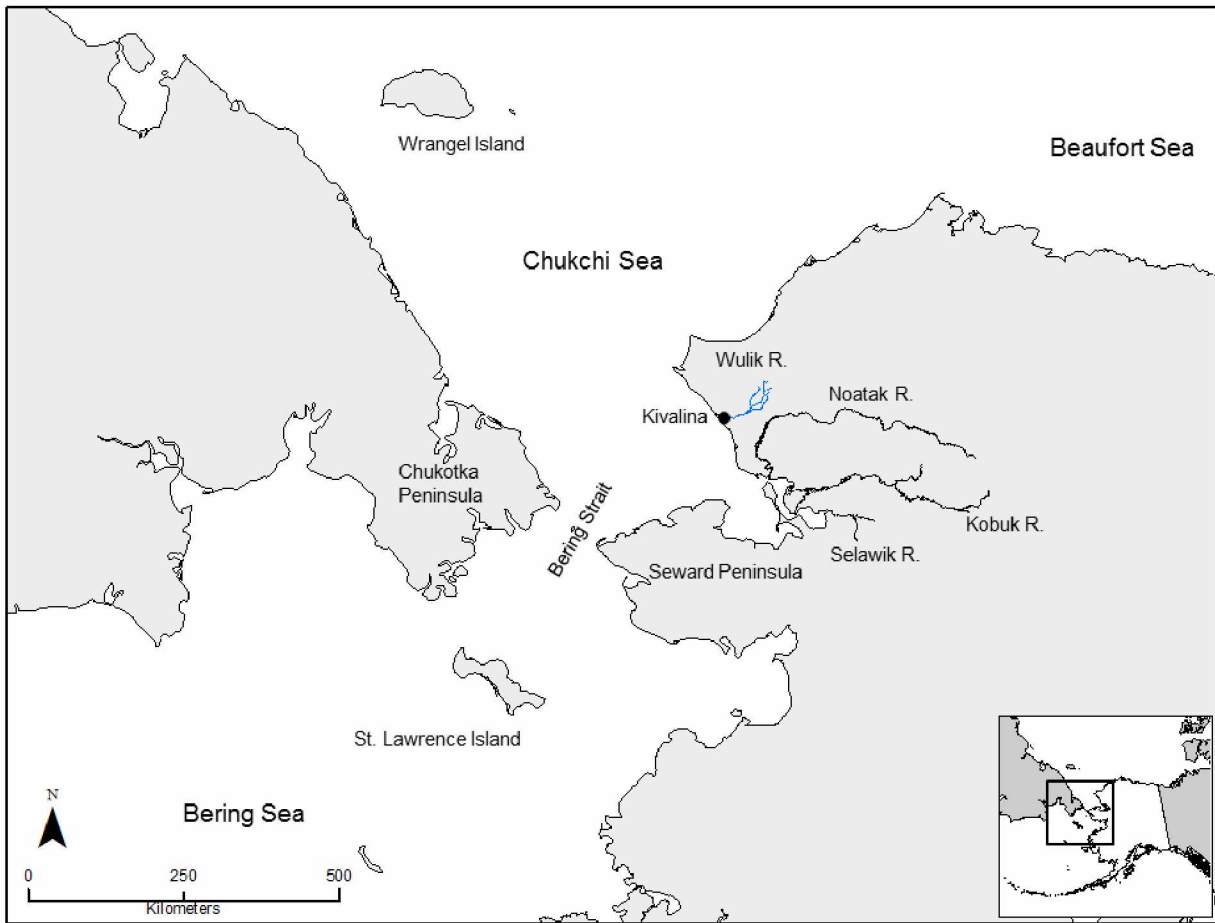 Wrangel Island
Beaufort Sea
Chukchi Sea
Wulik R.
Noatak R.
Kivalina
Chukotka
Peninsula
Bering Strait
Kobuk R.
Selawik R.
Seward Peninsula
St. Lawrence Island
Bering Sea
N
0 250 500
Kilometers